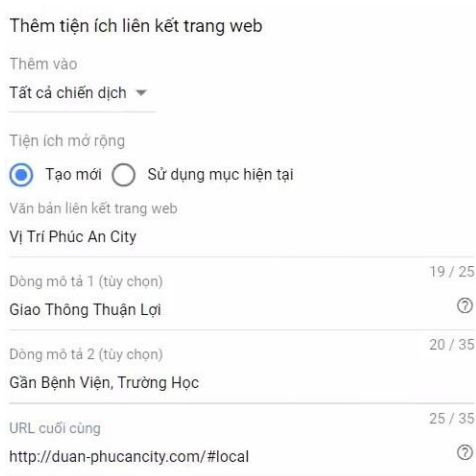 Thêm tiện ích liên kết trang web
Thêm vào
Tất cả chiến dịch
Tiện ích mở rộng
Tạo mới Sử dụng mục hiện tại
Văn bản liên kết trang web
Vị Trí Phúc An City
19 / 25
Dòng mô tả 1 (tùy chọn)
Giao Thông Thuận Lợi
20 / 35
Dòng mô tả 2 (tùy chọn)
Gần Bệnh Viện, Trường Học
25 / 35
URL cuối cùng
http://duan-phucancity.com/#local